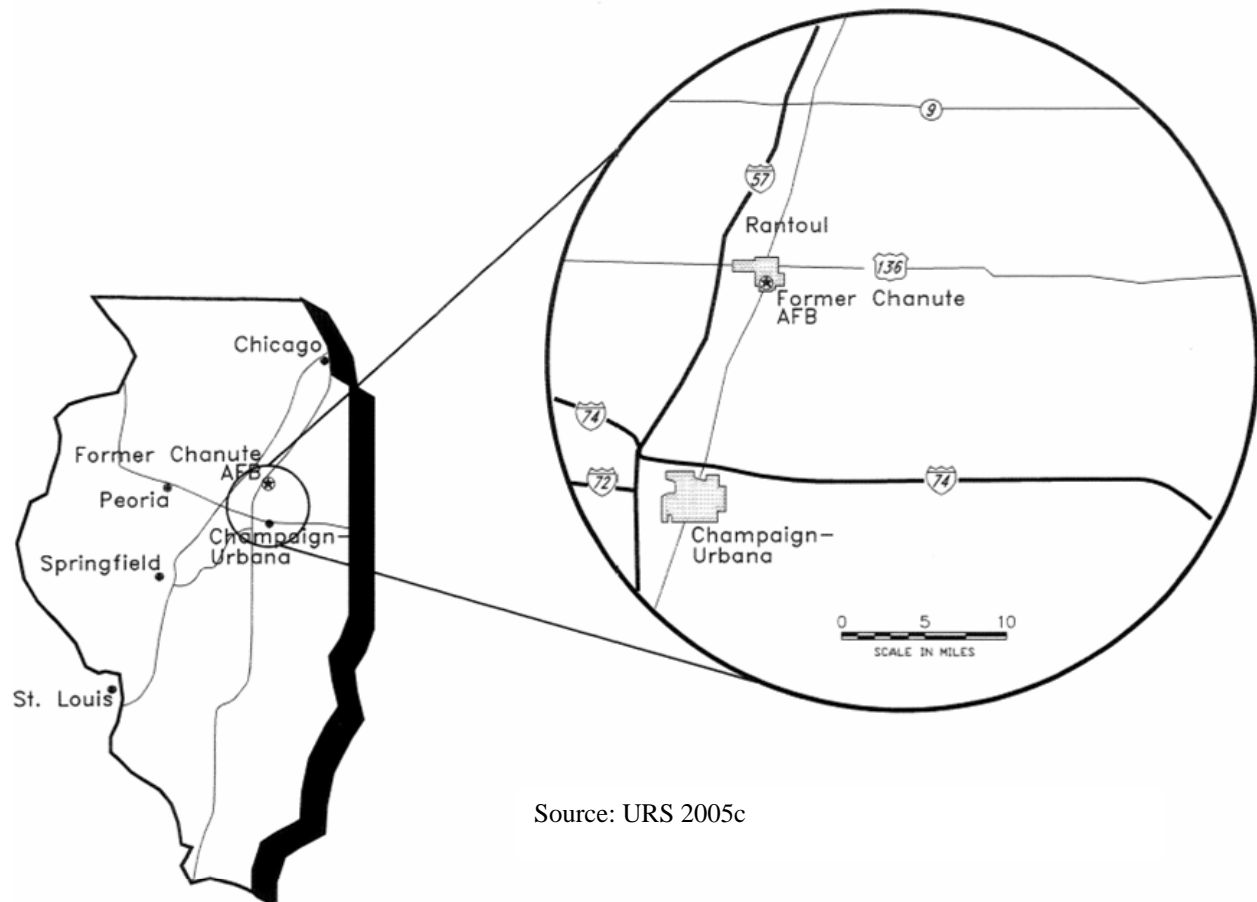 Chicago
Former Chanute
AFB
Peoria
Champaign-
Urbana
Springfield
St. Louis
9
57
Rantoul
136
Former Chanute
AFB
74
72
74
Champaign-
Urbana
0 5 10
SCALE IN MILES
Source: URS 2005c